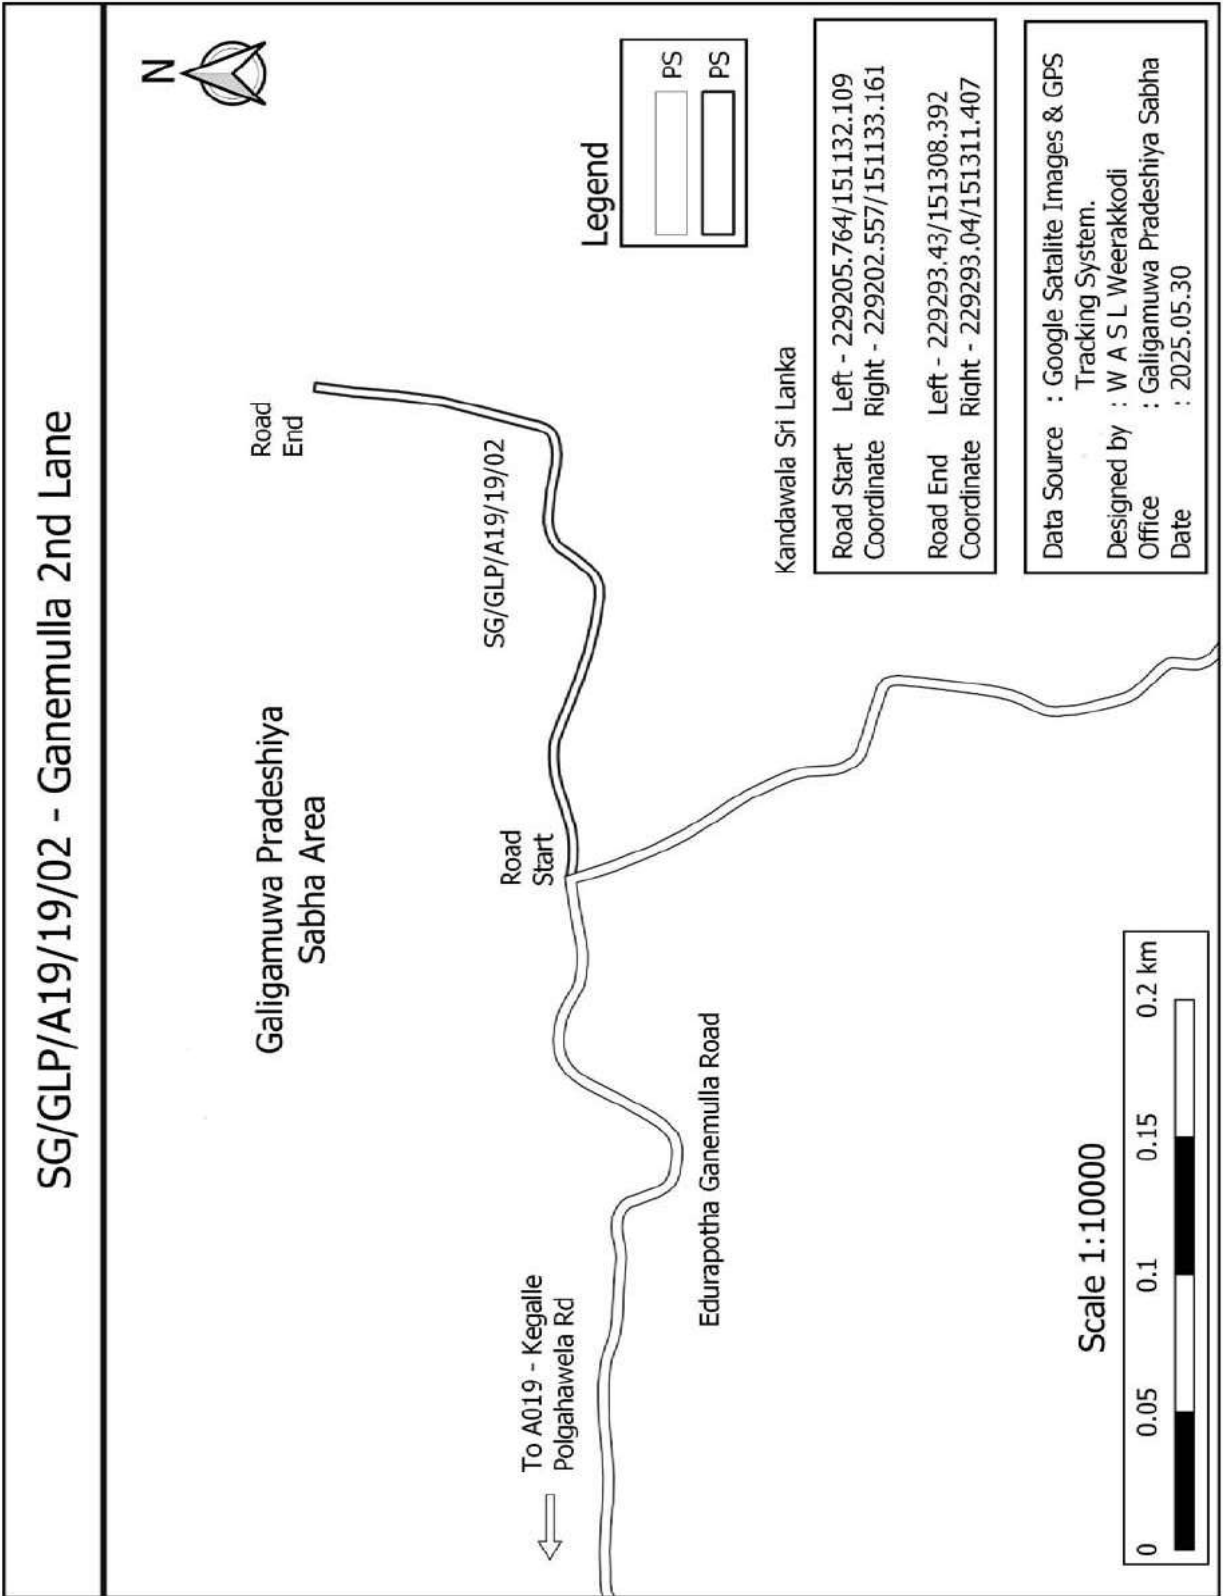 SG/GLP/A19/19/02 - Ganemulla 2nd Lane
N
Galigamuwa Pradeshiya
Sabha Area
Road
End
SG/GLP/A19/19/02
Road
Start
To A019 - Kegalle
Polgahawela Rd
Edurapotha Ganemulla Road
Legend
PS
PS
Kandawala Sri Lanka
Road Start Left - 229205.764/151132.109
Coordinate Right - 229202.557/151133.161
Road End Left - 229293.43/151308.392
Coordinate Right - 229293.04/151311.407
Data Source : Google Satalite Images & GPS
Tracking System.
Designed by : W A S L Weerakkodi
Office : Galigamuwa Pradeshiya Sabha
Date : 2025.05.30
Scale 1:10000
0 0.05 0.1 0.15 0.2 km